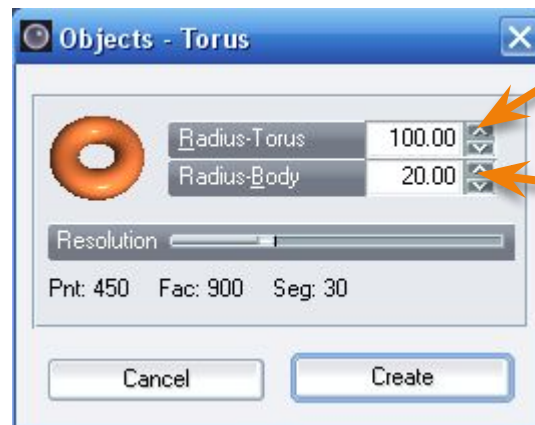 Objects - Torus
Radius-Torus 100.00
Radius-Body 20.00
Resolution
Pnt: 450 Fac: 900 Seg: 30
Cancel Create